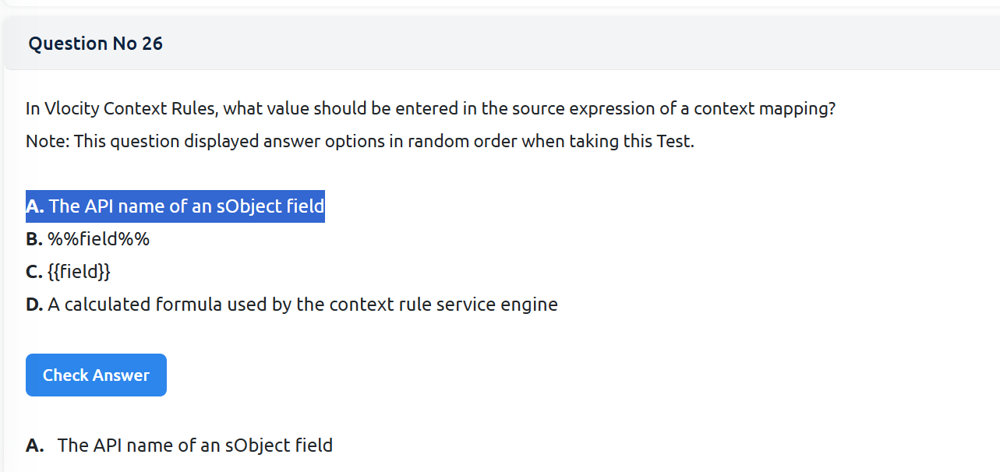 Question No 26
In Vlocity Context Rules, what value should be entered in the source expression of a context mapping?
Note: This question displayed answer options in random order when taking this Test.
A. The API name of an sObject field
B. %%field%%
C. {{field}}
D. A calculated formula used by the context rule service engine
Check Answer
A. The API name of an sObject field